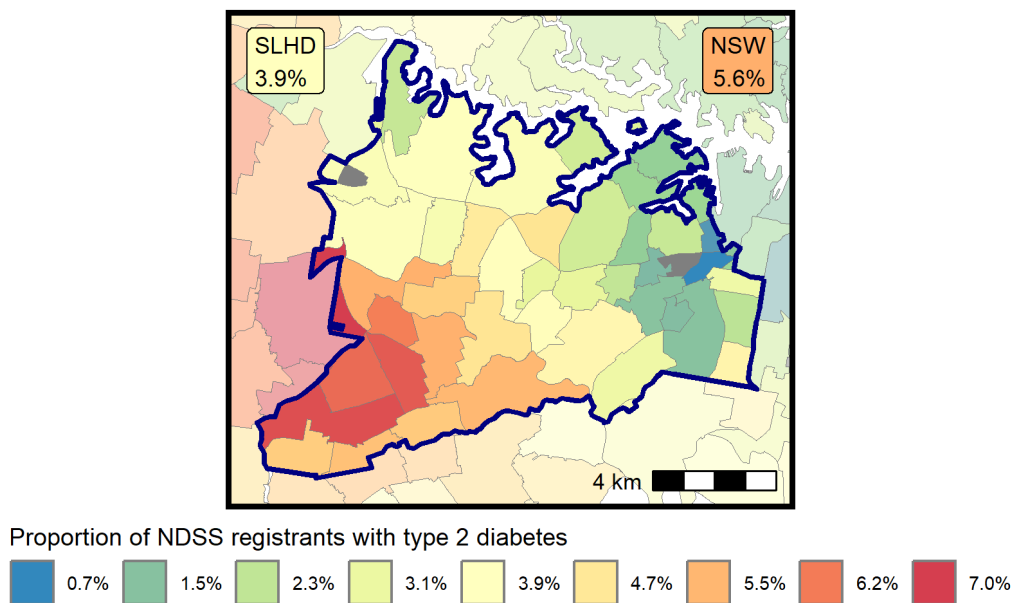 SLHD
3.9%
NSW
5.6%
4 km
Proportion of NDSS registrants with type 2 diabetes
0.7% 1.5% 2.3% 3.1% 3.9% 4.7% 5.5% 6.2% 7.0%